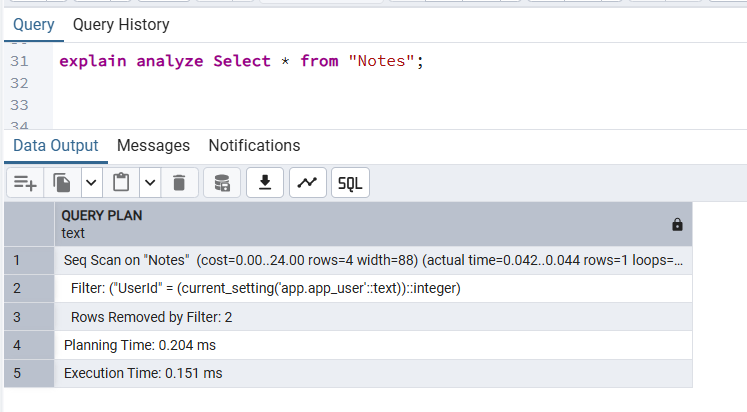 Query Query History
31 explain analyze Select * from "Notes";
32
33
34
Data Output Messages Notifications
SQL
QUERY PLAN
text
1 Seq Scan on "Notes" (cost=0.00..24.00 rows=4 width=88) (actual time=0.042..0.044 rows=1 loops=...
2 Filter: ("UserId" = (current_setting('app.app_user'::text))::integer)
3 Rows Removed by Filter: 2
4 Planning Time: 0.204 ms
5 Execution Time: 0.151 ms